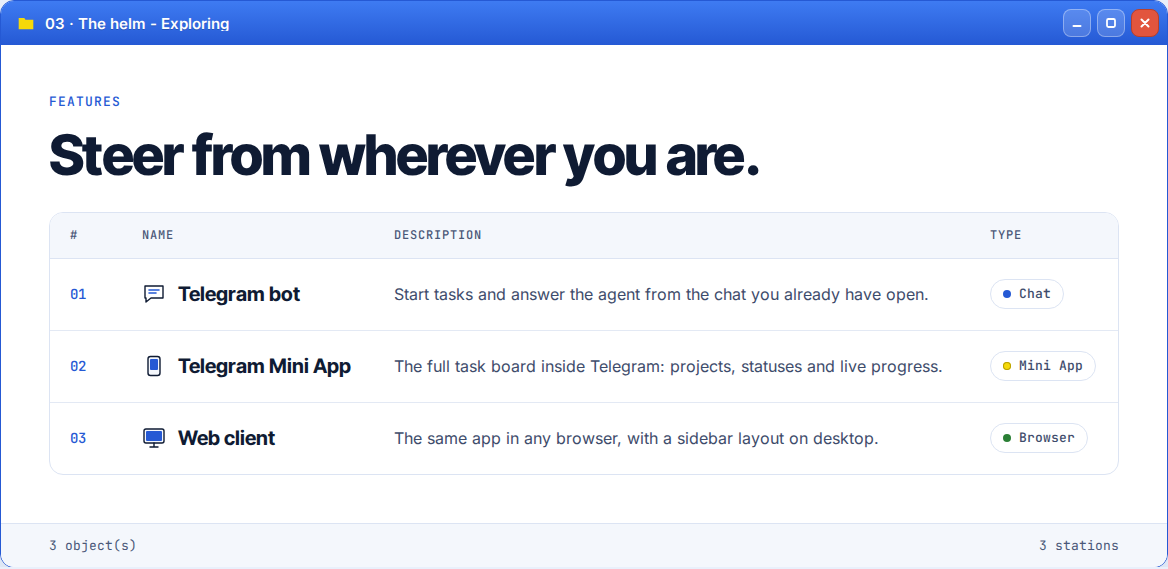 03 · The helm - Exploring
FEATURES
Steer from wherever you are.
# NAME DESCRIPTION TYPE
01 Telegram bot Start tasks and answer the agent from the chat you already have open. Chat
02 Telegram Mini App The full task board inside Telegram: projects, statuses and live progress. Mini App
03 Web client The same app in any browser, with a sidebar layout on desktop. Browser
3 object(s) 3 stations